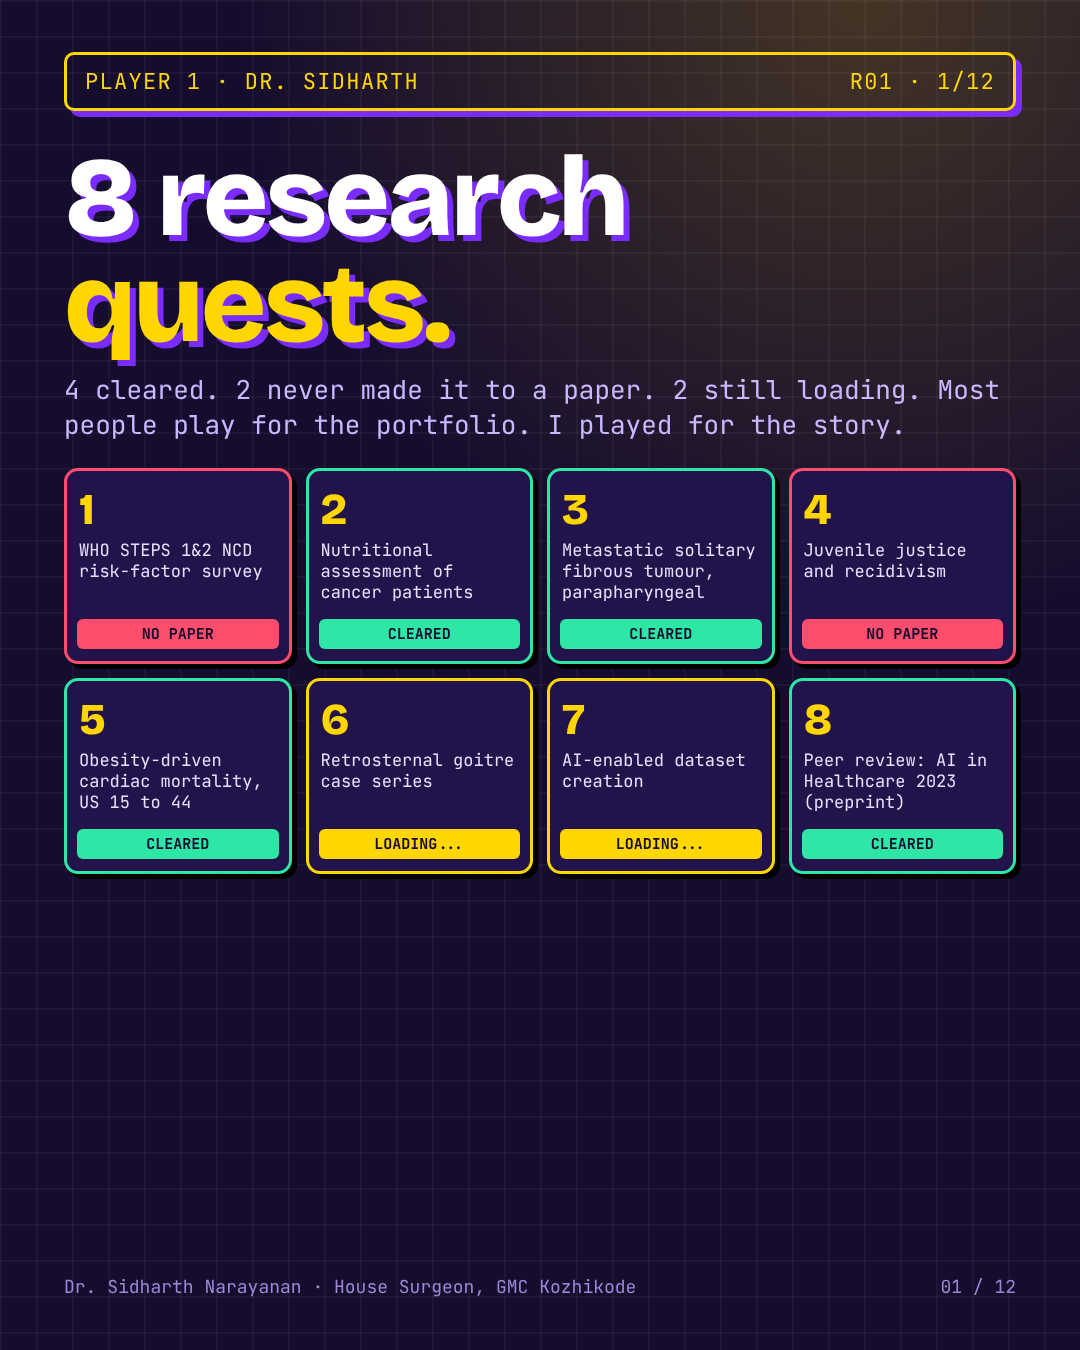 PLAYER 1 · DR. SIDHARTH
R01 · 1/12
8 research
quests.
4 cleared. 2 never made it to a paper. 2 still loading. Most
people play for the portfolio. I played for the story.
1
WHO STEPS 1&2 NCD
risk-factor survey
NO PAPER
2
Nutritional
assessment of
cancer patients
CLEARED
3
Metastatic solitary
fibrous tumour,
parapharyngeal
CLEARED
4
Juvenile justice
and recidivism
NO PAPER
5
Obesity-driven
cardiac mortality,
US 15 to 44
CLEARED
6
Retrosternal goitre
case series
LOADING...
7
AI-enabled dataset
creation
LOADING...
8
Peer review: AI in
Healthcare 2023
(preprint)
CLEARED
Dr. Sidharth Narayanan · House Surgeon, GMC Kozhikode
01 / 12